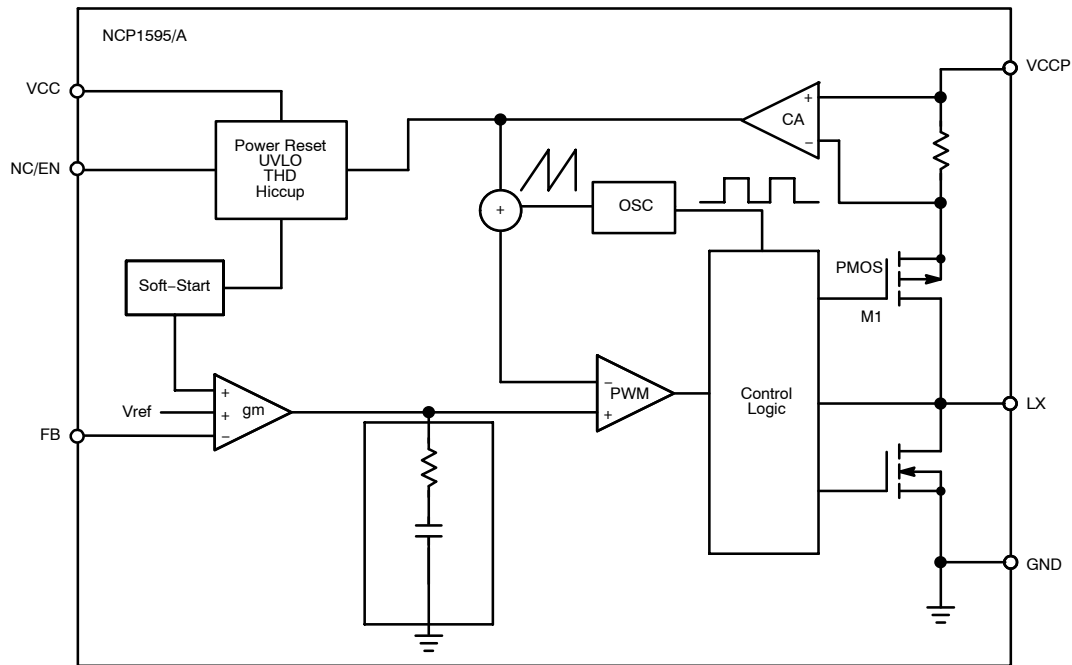 NCP1595/A
VCC
VCCP
+
CA
−
Power Reset
UVLO
THD
Hiccup
NC/EN
+
OSC
PMOS
M1
Soft−Start
−
PWM
+
Control
Logic
LX
+
Vref
+
gm
FB
−
GND